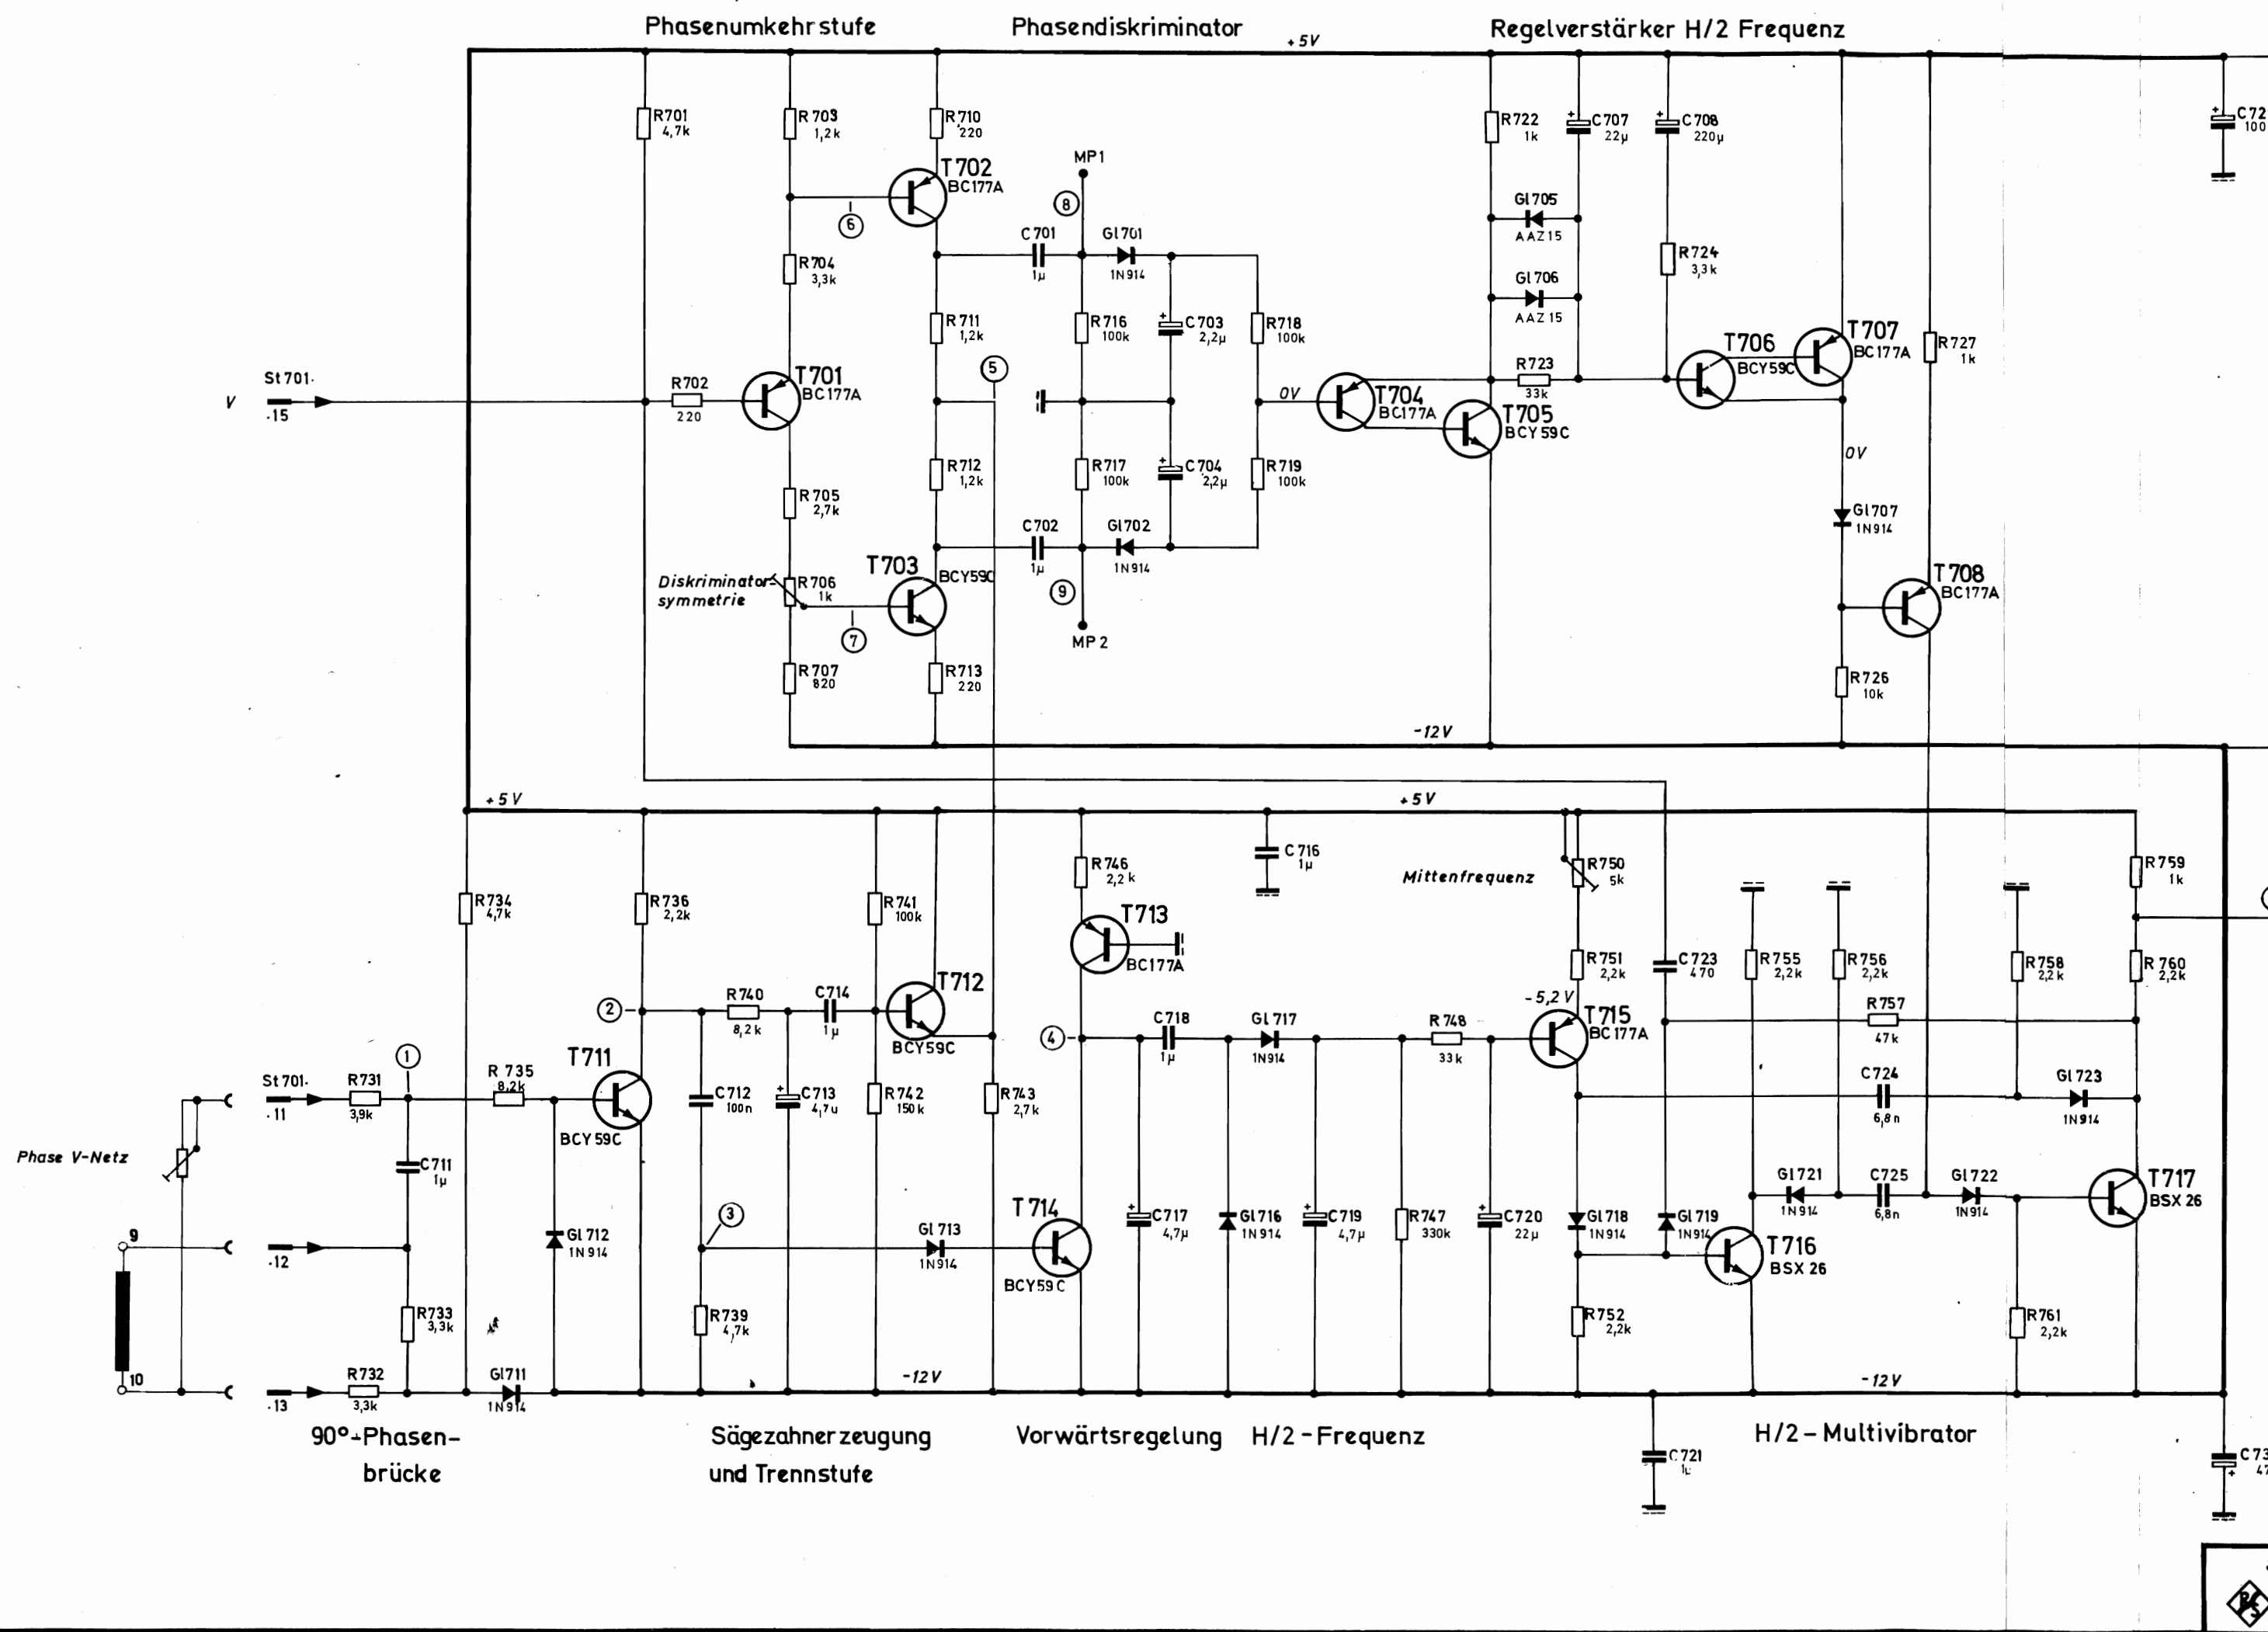 Phasenumkehrstufe
Phasendiskriminator
Regelverstärker H/2 Frequenz
+5V
R701
4,7k
R703
1,2k
R710
220
T702
BC177A
MP1
8
6
C701
1µ
Gl701
1N914
R722
1k
C707
22µ
C708
220µ
Gl705
AAZ15
Gl706
AAZ15
R724
3,3k
R704
3,3k
R711
1,2k
R716
100k
C703
2,2µ
R718
100k
T706
BCY59C
T707
BC177A
R727
1k
St701.
V
.15
R702
220
T701
BC177A
5
0V
T704
BC177A
R723
33k
T705
BCY59C
0V
R705
2,7k
R712
1,2k
R717
100k
C704
2,2µ
R719
100k
C702
1µ
Gl702
1N914
Gl707
1N914
Diskriminator-
symmetrie
R706
1k
T703
BCY59C
7
9
MP2
T708
BC177A
R707
820
R713
220
R726
10k
-12V
+5V
+5V
R734
4,7k
R736
2,2k
R741
100k
R746
2,2k
C716
1µ
Mittenfrequenz
R750
5k
R759
1k
T713
BC177A
R751
2,2k
C723
470
R755
2,2k
R756
2,2k
R758
2,2k
R760
2,2k
2
R740
8,2k
C714
1µ
T712
BCY59C
4
C718
1µ
Gl717
1N914
R748
33k
-5,2V
T715
BC177A
R757
47k
1
St701.
.11
R731
3,9k
R735
8,2k
T711
BCY59C
C712
100n
C713
4,7u
R742
150k
R743
2,7k
C724
6,8n
Gl723
1N914
Phase V-Netz
C711
1µ
Gl721
1N914
C725
6,8n
Gl722
1N914
T717
BSX26
9
.12
Gl712
1N914
3
Gl713
1N914
T714
BCY59C
C717
4,7µ
Gl716
1N914
C719
4,7µ
R747
330k
C720
22µ
Gl718
1N914
Gl719
1N914
T716
BSX26
R733
3,3k
R739
4,7k
R752
2,2k
R761
2,2k
10
.13
R732
3,3k
Gl711
1N914
-12V
-12V
90°-Phasen-
brücke
Sägezahnerzeugung
und Trennstufe
Vorwärtsregelung H/2-Frequenz
H/2-Multivibrator
C721
1µ